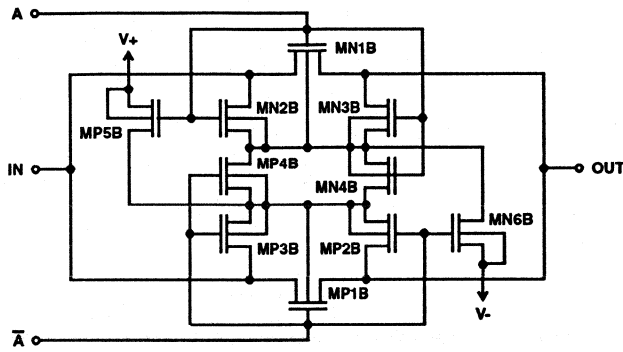 A
V+
MN1B
MN2B
MN3B
MP5B
MP4B
IN
OUT
MN4B
MN6B
MP3B
MP2B
MP1B
V-
A̅